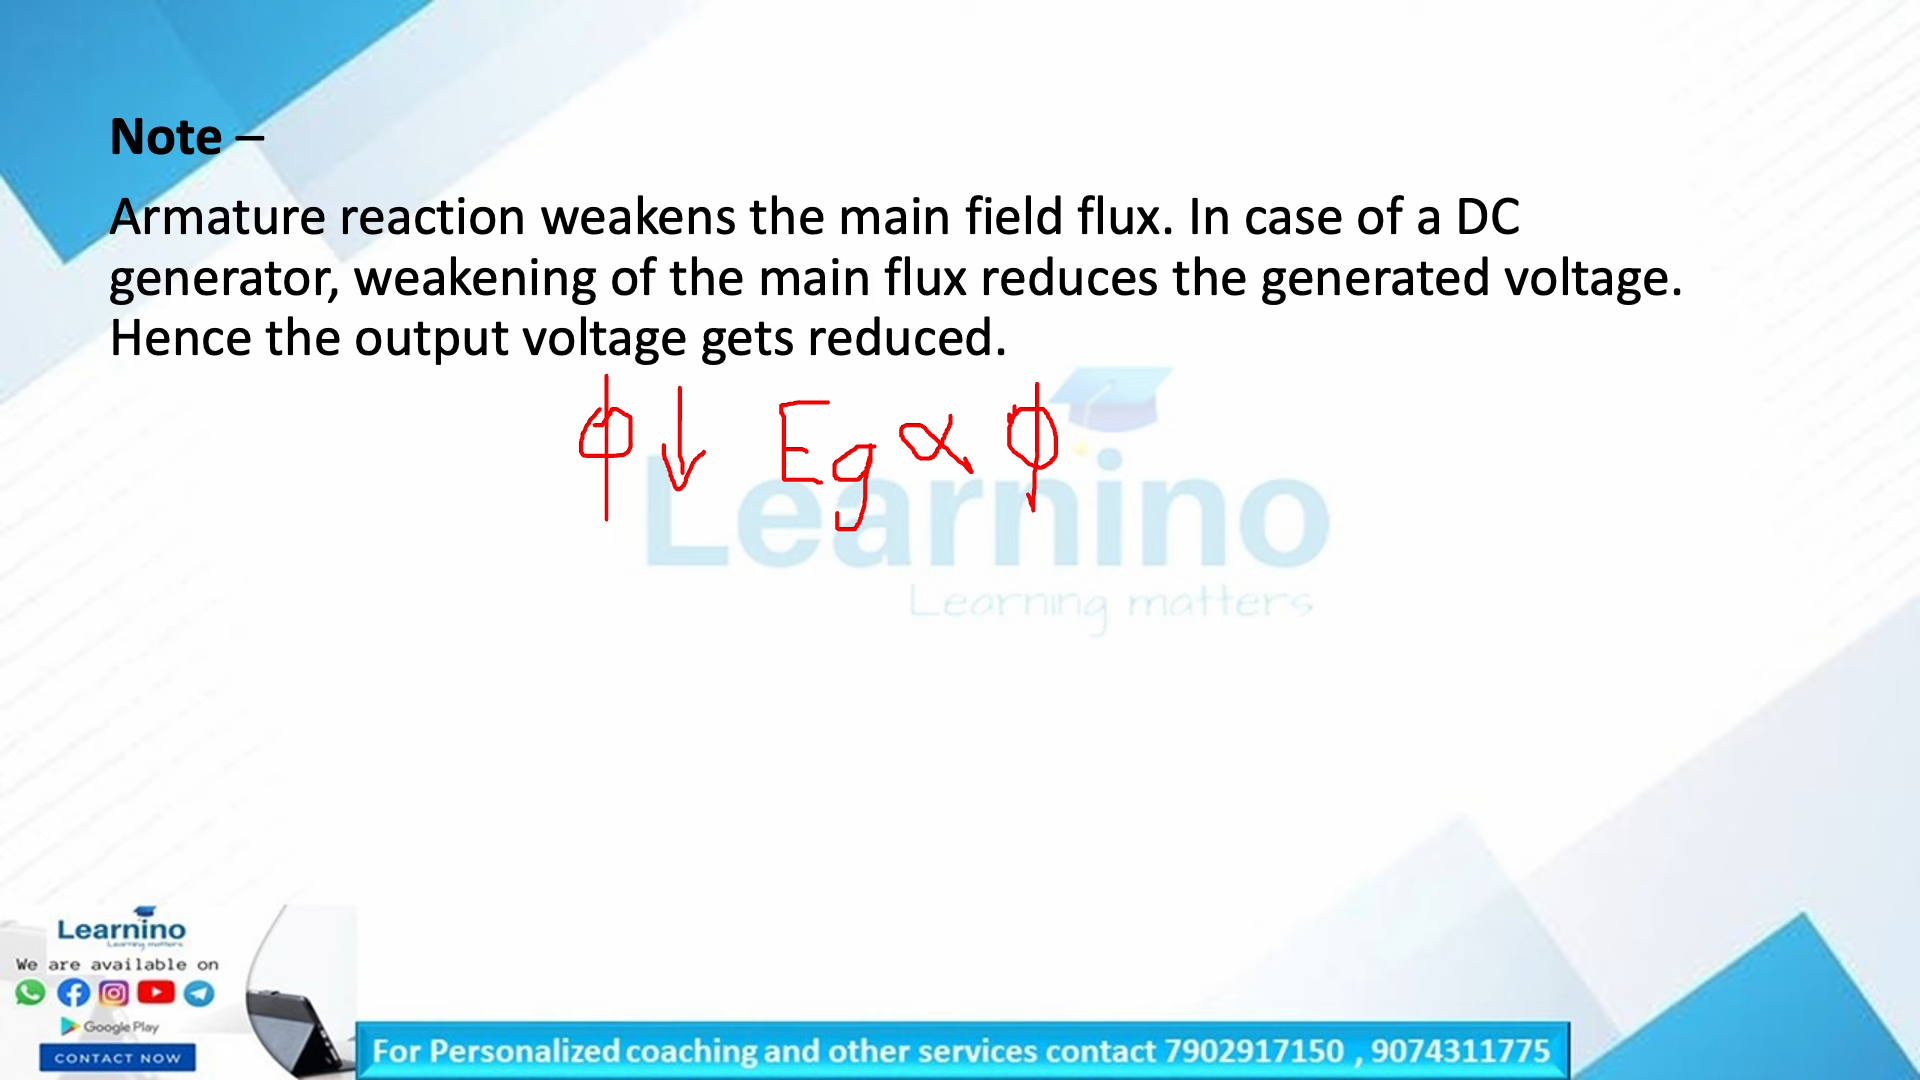 Note –
Armature reaction weakens the main field flux. In case of a DC
generator, weakening of the main flux reduces the generated voltage.
Hence the output voltage gets reduced.
ϕ ↓ Eg ∝ ϕ
Learnino
Learning matters
Learnino
Learning matters
We are available on
Google Play
CONTACT NOW
For Personalized coaching and other services contact 7902917150 , 9074311775